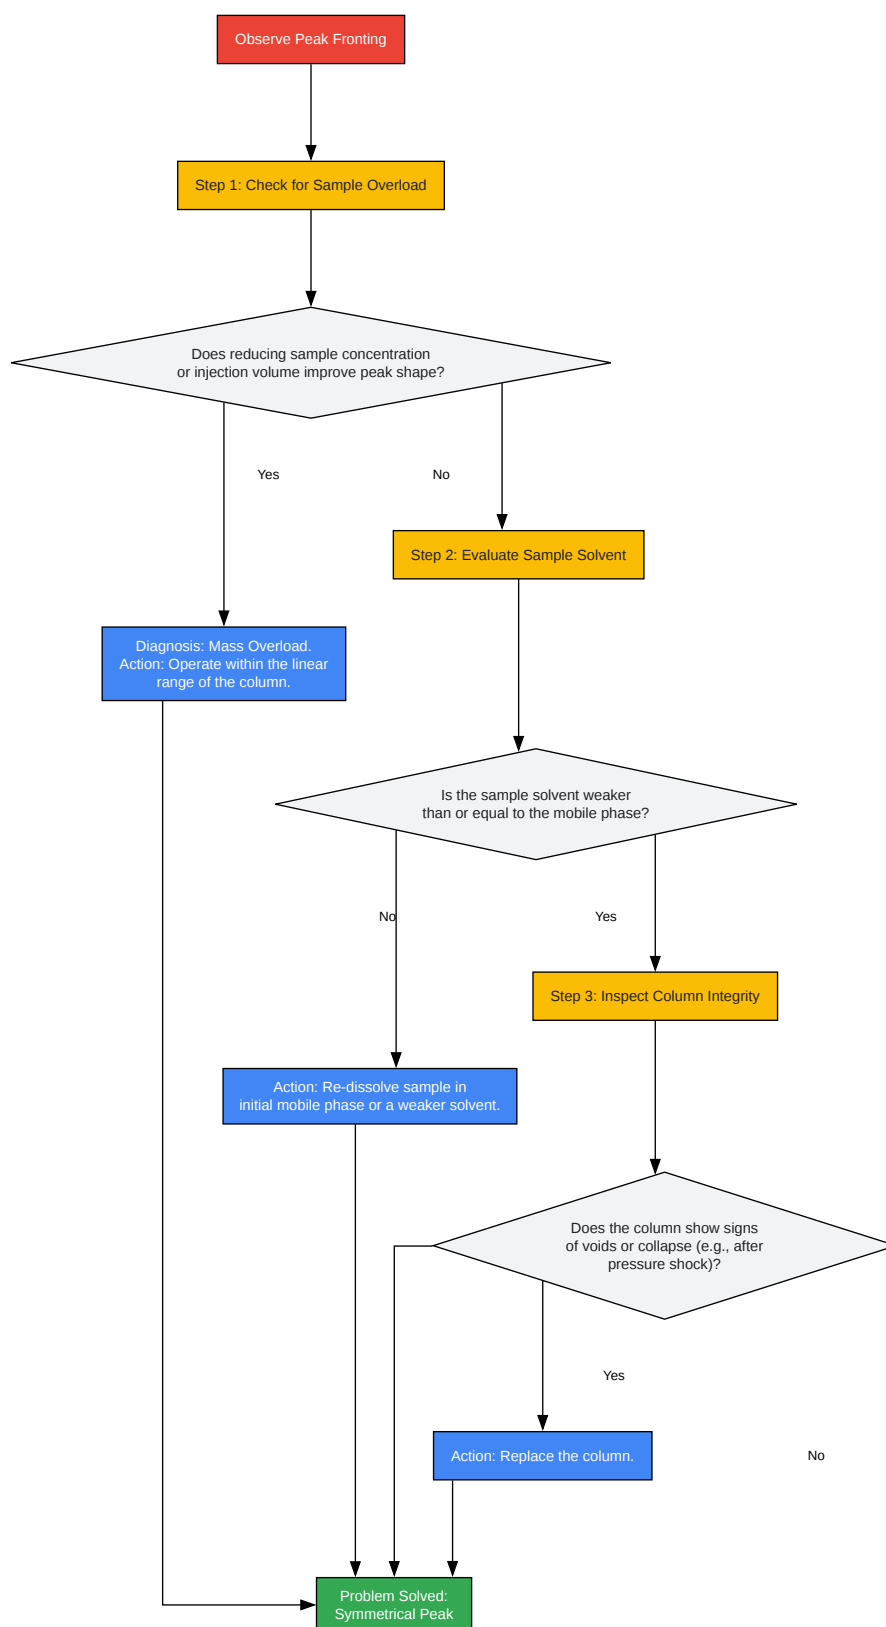 Observe Peak Fronting
Step 1: Check for Sample Overload
Does reducing sample concentration
or injection volume improve peak shape?
Yes
No
Step 2: Evaluate Sample Solvent
Diagnosis: Mass Overload.
Action: Operate within the linear
range of the column.
Is the sample solvent weaker
than or equal to the mobile phase?
No
Yes
Step 3: Inspect Column Integrity
Action: Re-dissolve sample in
initial mobile phase or a weaker solvent.
Does the column show signs
of voids or collapse (e.g., after
pressure shock)?
Yes
Action: Replace the column.
No
Problem Solved:
Symmetrical Peak